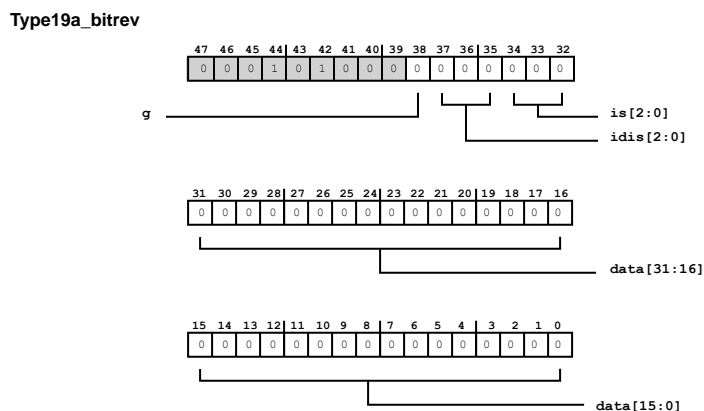 Type19a_bitrev
47 46 45 44 43 42 41 40 39 38 37 36 35 34 33 32
0 0 0 1 0 1 0 0 0 0 0 0 0 0 0 0
g
is[2:0]
idis[2:0]
31 30 29 28 27 26 25 24 23 22 21 20 19 18 17 16
0 0 0 0 0 0 0 0 0 0 0 0 0 0 0 0
data[31:16]
15 14 13 12 11 10 9 8 7 6 5 4 3 2 1 0
0 0 0 0 0 0 0 0 0 0 0 0 0 0 0 0
data[15:0]